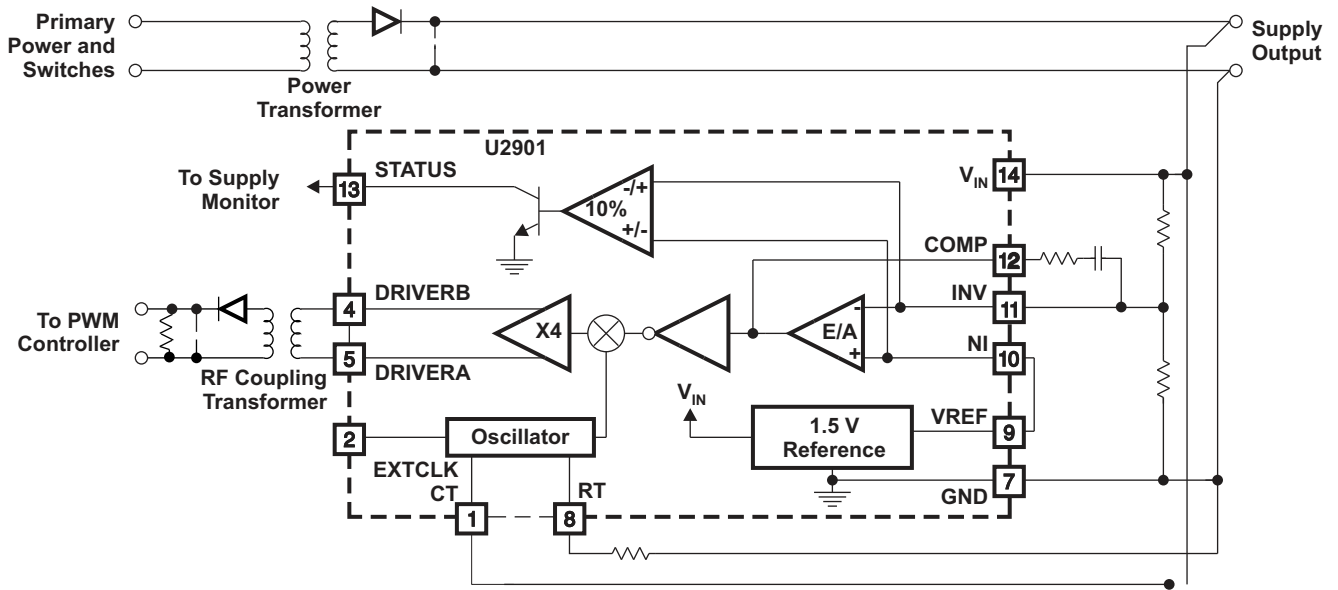 Primary
Power and
Switches
Supply
Output
Power
Transformer
U2901
To Supply
Monitor
13
STATUS
-/+
10%
+/-
VIN
14
COMP
12
To PWM
Controller
4
DRIVERB
X4
E/A
-
+
INV
11
NI
10
5
DRIVERA
RF Coupling
Transformer
VIN
2
Oscillator
1.5 V
Reference
VREF
9
EXTCLK
CT
RT
GND
7
1
8